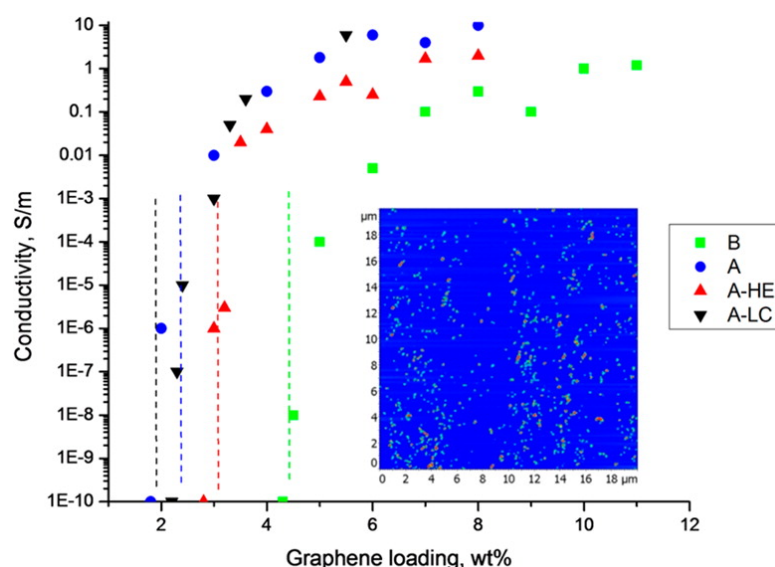 10
1
0.1
0.01
1E-3
1E-4
1E-5
1E-6
1E-7
1E-8
1E-9
1E-10
Conductivity, S/m
2 4 6 8 10 12
Graphene loading, wt%
µm
18
16
14
12
10
8
6
4
2
0
0 2 4 6 8 10 12 14 16 18 µm
B
A
A-HE
A-LC